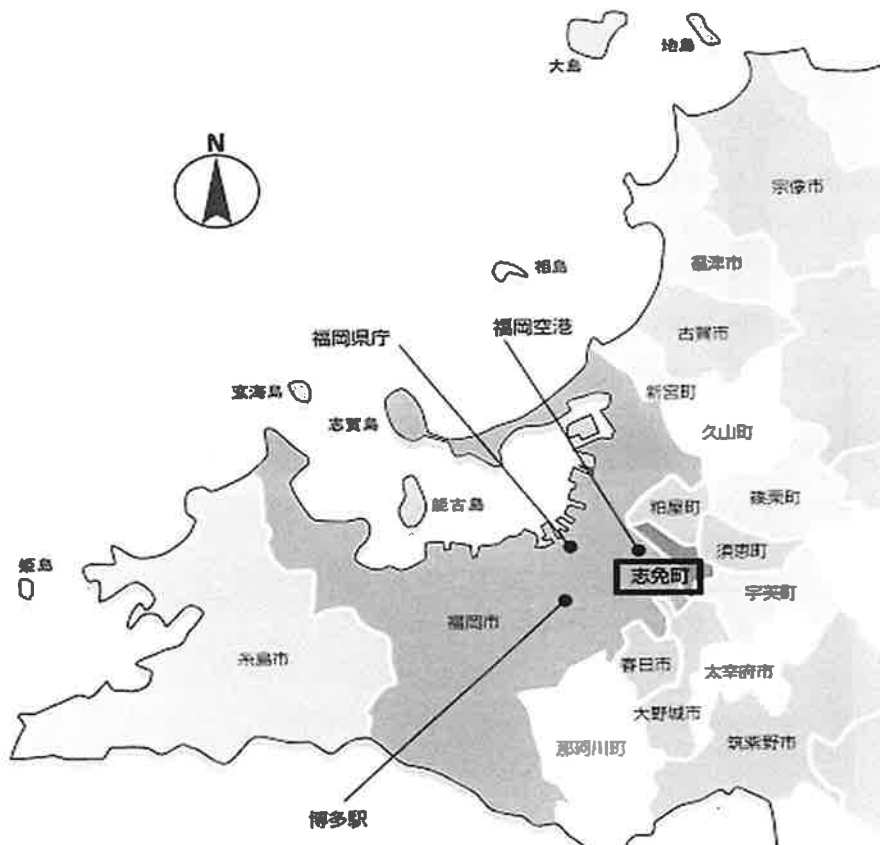 大島
地島
N
宗像市
相島
福津市
福岡県庁
福岡空港
古賀市
玄海島
志賀島
新宮町
久山町
能古島
粕屋町
篠栗町
須恵町
姫島
志免町
宇美町
福岡市
糸島市
春日市
太宰府市
大野城市
那珂川町
筑紫野市
博多駅